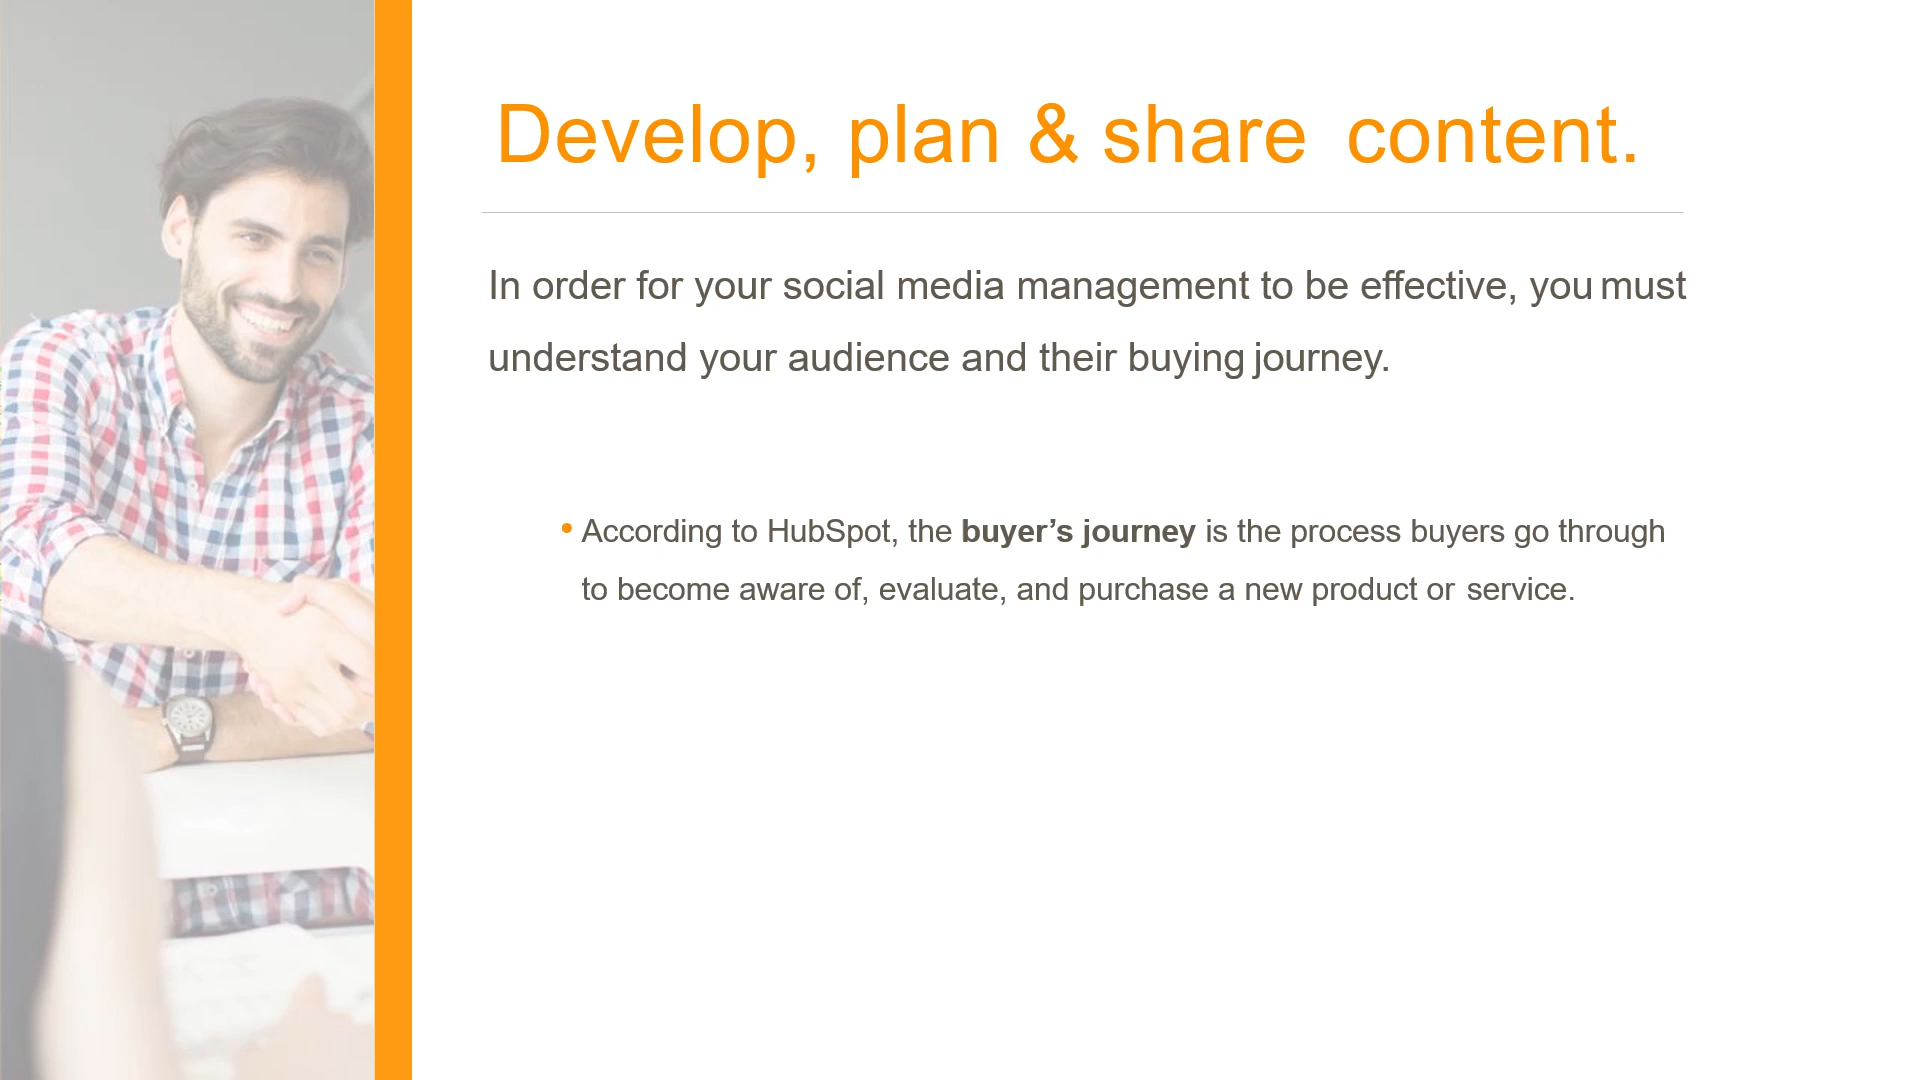 Develop, plan & share content.
In order for your social media management to be effective, you must
understand your audience and their buying journey.
• According to HubSpot, the buyer’s journey is the process buyers go through
to become aware of, evaluate, and purchase a new product or service.